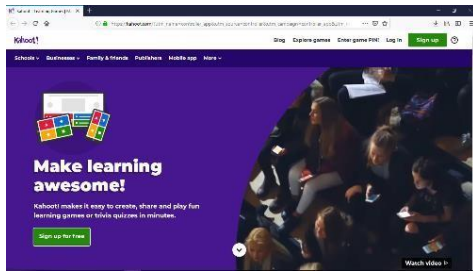 Kahoot!
Blog Explore games Enter game PIN! Log in Sign up
Schools Businesses Family & friends Publishers Mobile app More
Make learning
awesome!
Kahoot! makes it easy to create, share and play fun
learning games or trivia quizzes in minutes.
Sign up for free
Watch video